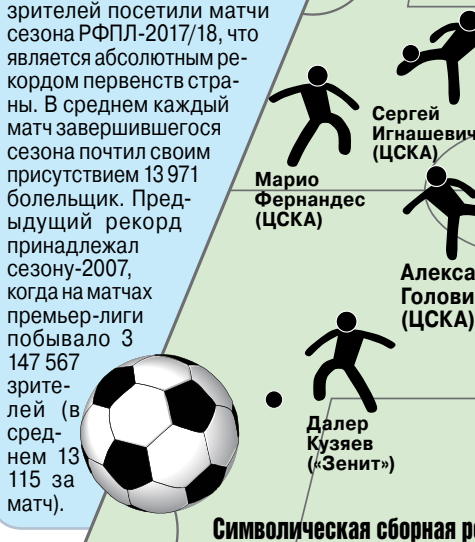 зрителей посетили матчи
сезона РФПЛ-2017/18, что
является абсолютным ре-
кордом первенств стра-
ны. В среднем каждый
матч завершившегося
сезона почтил своим
присутствием 13 971
болельщик. Пред-
ыдущий рекорд
принадлежал
сезону-2007,
когда на матчах
премьер-лиги
побывало 3
147 567
зрите-
лей (в
сред-
нем 13
115 за
матч).
Сергей
Игнашевич
(ЦСКА)
Марио
Фернандес
(ЦСКА)
Алекса
Голови
(ЦСКА)
Далер
Кузяев
(«Зенит»)
Символическая сборная